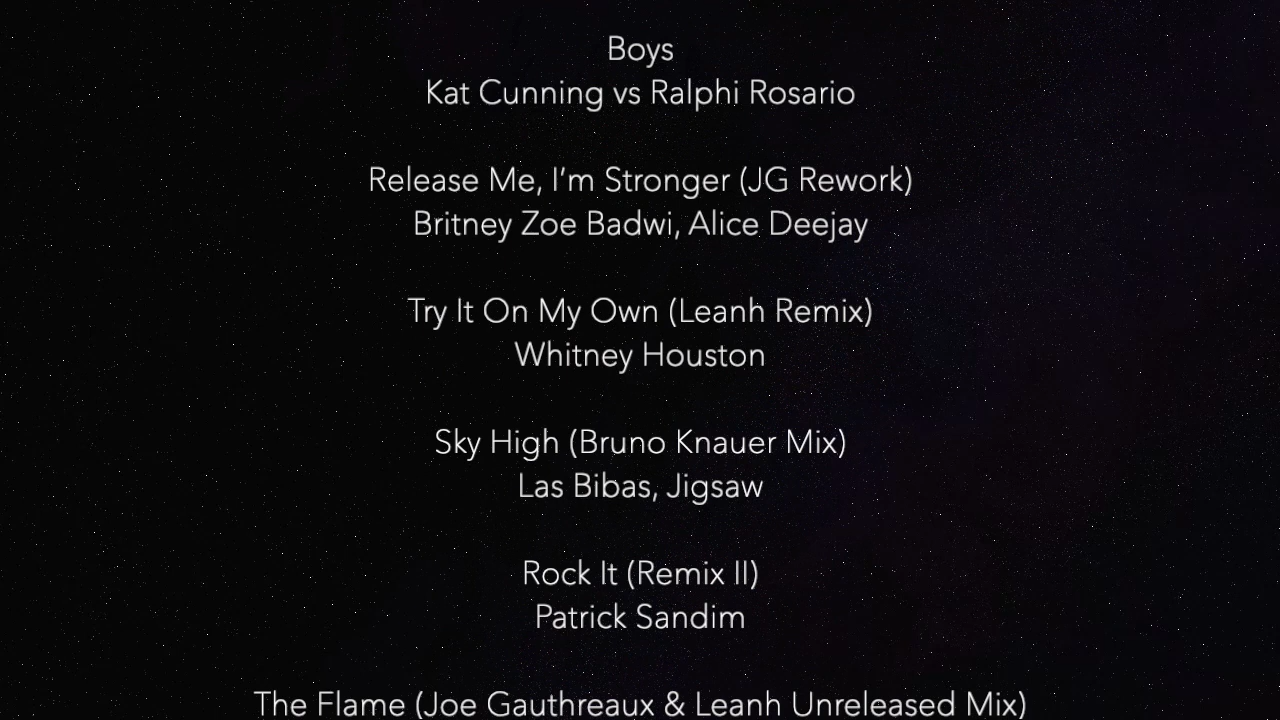 Boys
Kat Cunning vs Ralphi Rosario
Release Me, I'm Stronger (JG Rework)
Britney Zoe Badwi, Alice Deejay
Try It On My Own (Leanh Remix)
Whitney Houston
Sky High (Bruno Knauer Mix)
Las Bibas, Jigsaw
Rock It (Remix II)
Patrick Sandim
The Flame (Joe Gauthreaux & Leanh Unreleased Mix)